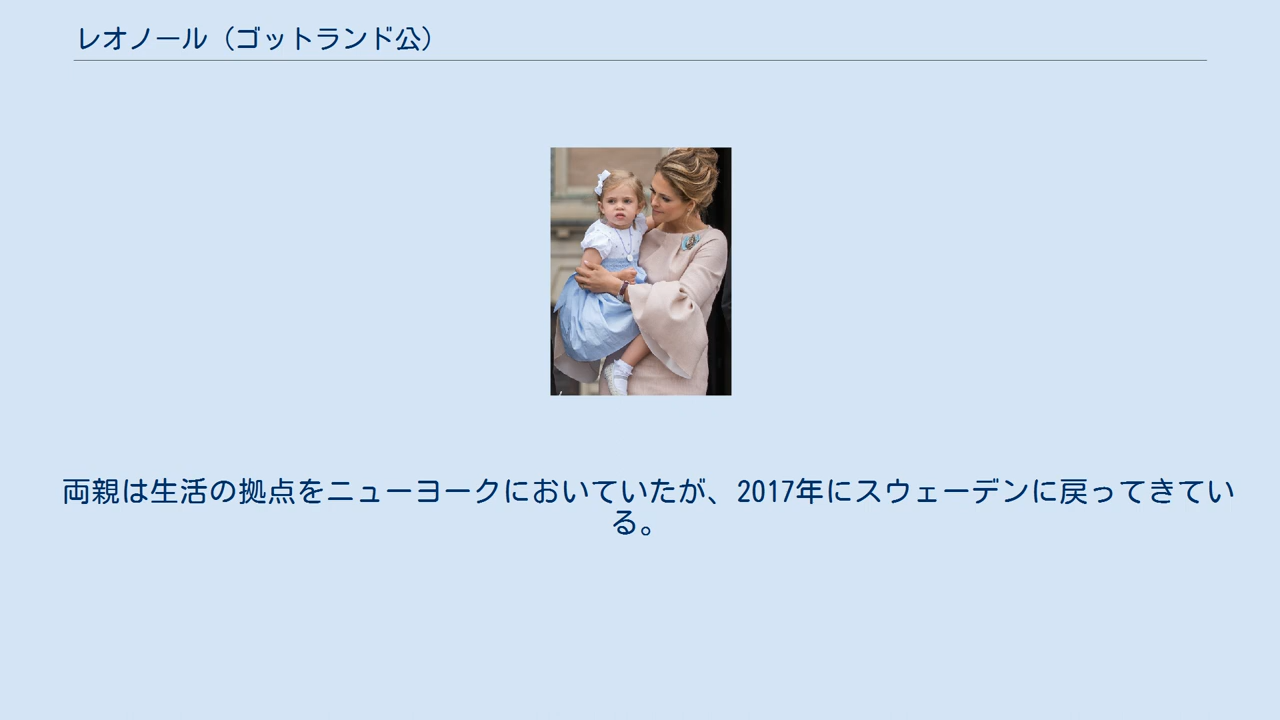 レオノール（ゴットランド公）
両親は生活の拠点をニューヨークにおいていたが、2017年にスウェーデンに戻ってきてい
る。